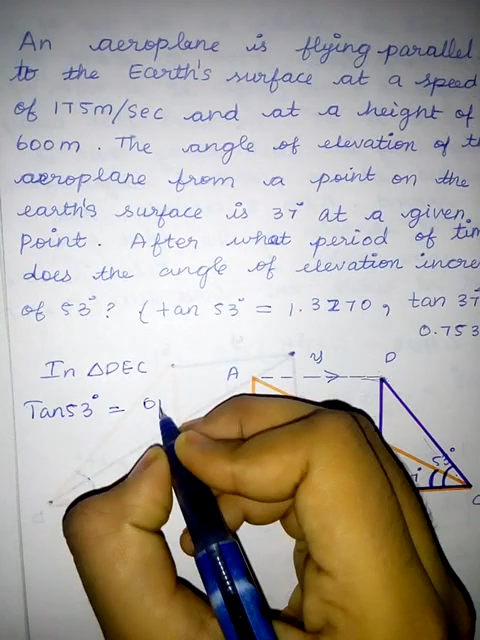 An aeroplane is flying parallel
to the Earth's surface at a speed
of 175m/sec and at a height of
600m. The angle of elevation of
aeroplane from a point on the
earth's surface is 37° at a given
point. After what period of
does the angle of elevation
of 53°? (tan 53° = 1.3270, tan 37°
0.753
In △DEC
A y D
Tan53° =
53°